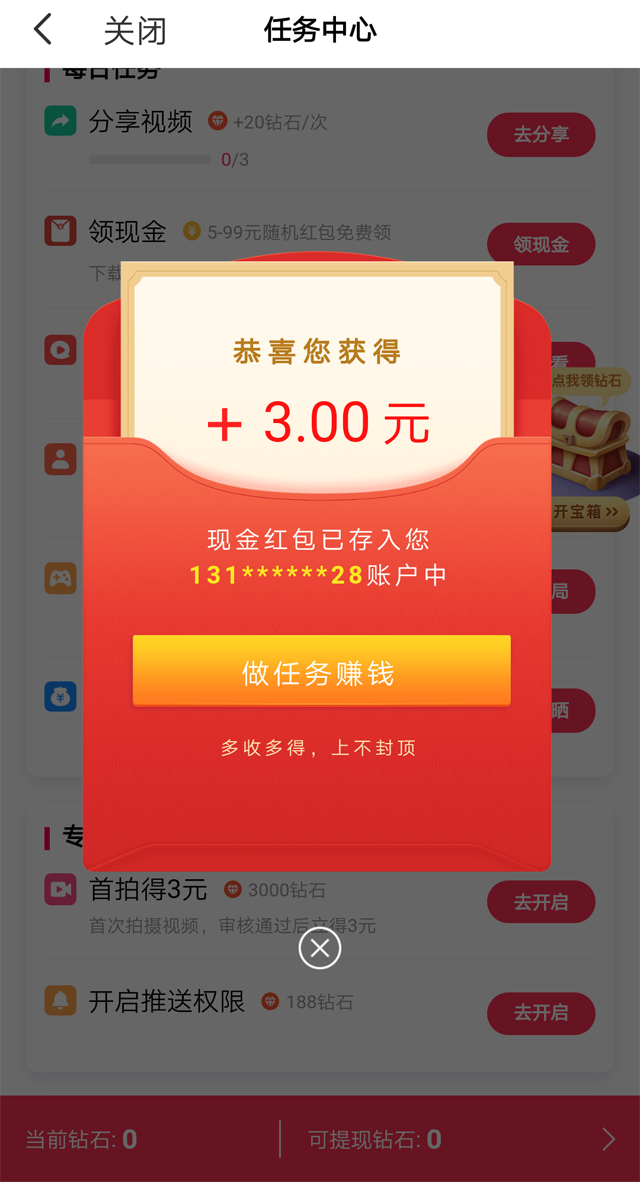 关闭
任务中心
每日任务
分享视频
+20钻石/次
0/3
去分享
领现金
5-99元随机红包免费领
领现金
下载
看
点我领钻石
恭喜您获得
+ 3.00 元
开宝箱>>
现金红包已存入您
131******28账户中
局
做任务赚钱
晒
多收多得，上不封顶
专
首拍得3元
3000钻石
去开启
首次拍摄视频，审核通过后立得3元
开启推送权限
188钻石
去开启
当前钻石: 0
可提现钻石: 0